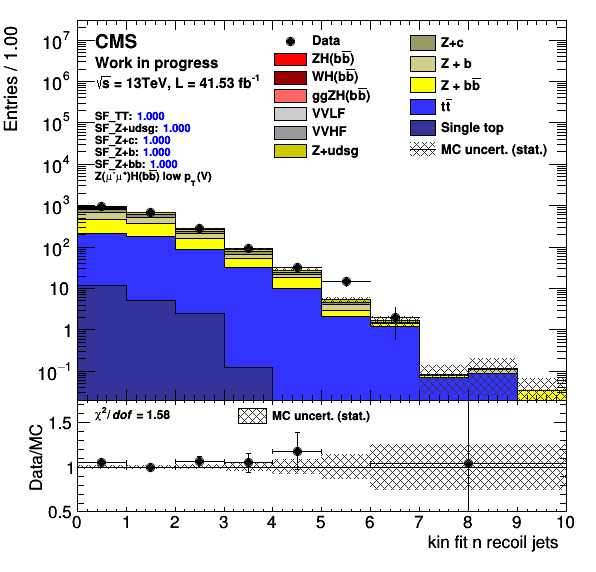 Entries / 1.00
10⁷
10⁶
10⁵
10⁴
10³
10²
10
1
10⁻¹
CMS
Work in progress
√s = 13TeV, L = 41.53 fb⁻¹
SF_TT: 1.000
SF_Z+udsg: 1.000
SF_Z+c: 1.000
SF_Z+b: 1.000
SF_Z+bb: 1.000
Z(μ⁻μ⁺)H(bb̅) low p_T(V)
Data
ZH(bb̅)
WH(bb̅)
ggZH(bb̅)
VVLF
VVHF
Z+udsg
Z+c
Z + b
Z + bb̅
tt̅
Single top
MC uncert. (stat.)
Data/MC
1.5
1
0.5
χ²/dof = 1.58
MC uncert. (stat.)
0 1 2 3 4 5 6 7 8 9 10
kin fit n recoil jets